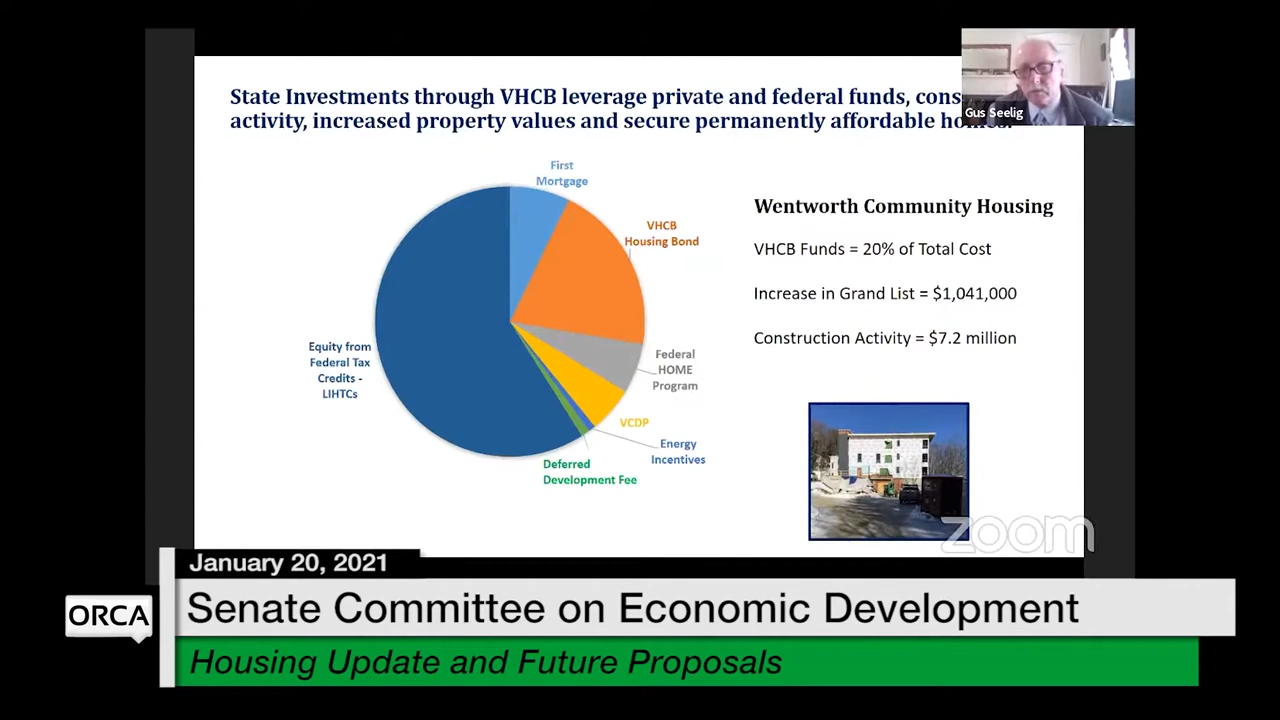 State Investments through VHCB leverage private and federal funds,
activity, increased property values and secure permanently affordable
Gus Seelig
First
Mortgage
VHCB
Housing Bond
Wentworth Community Housing
VHCB Funds = 20% of Total Cost
Increase in Grand List = $1,041,000
Construction Activity = $7.2 million
Equity from
Federal Tax
Credits -
LIHTCs
Federal
HOME
Program
VCDP
Energy
Incentives
Deferred
Development Fee
zoom
January 20, 2021
ORCA
Senate Committee on Economic Development
Housing Update and Future Proposals